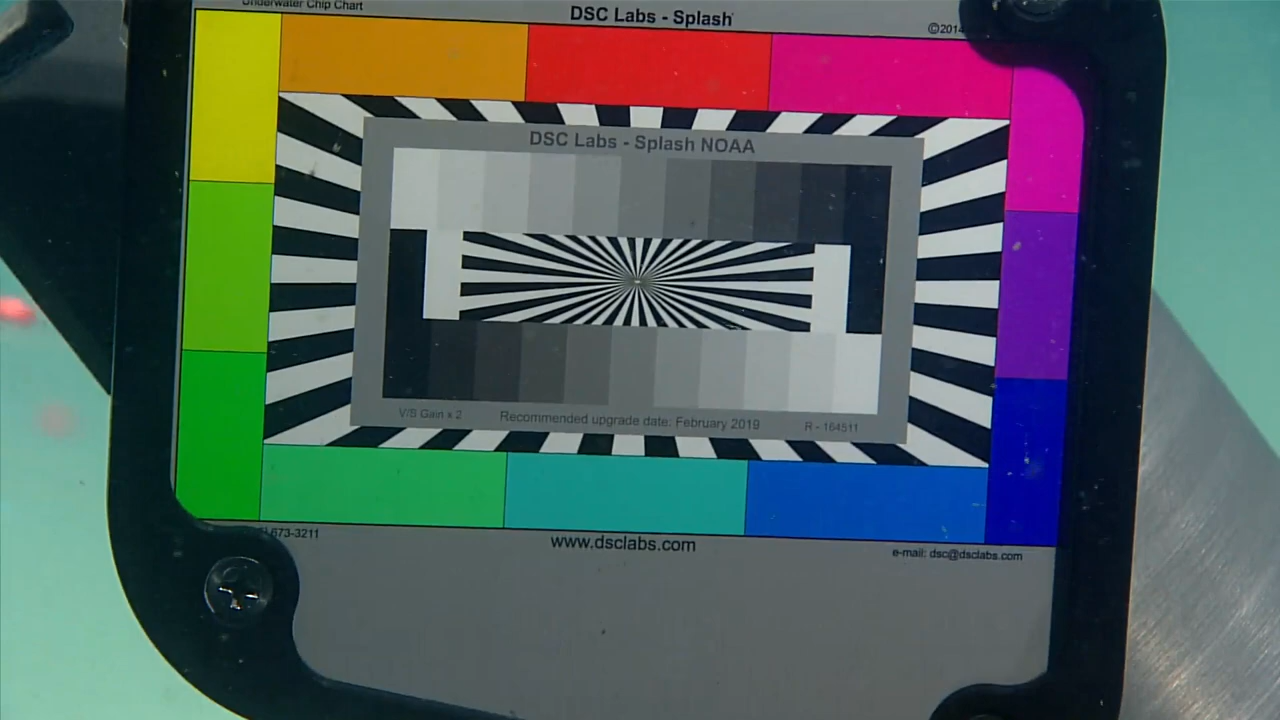 Underwater Chip Chart
DSC Labs - Splash
©2014
DSC Labs - Splash NOAA
V/S Gain x 2
Recommended upgrade date: February 2019
R - 164511
673-3211
www.dsclabs.com
e-mail: dsc@dsclabs.com